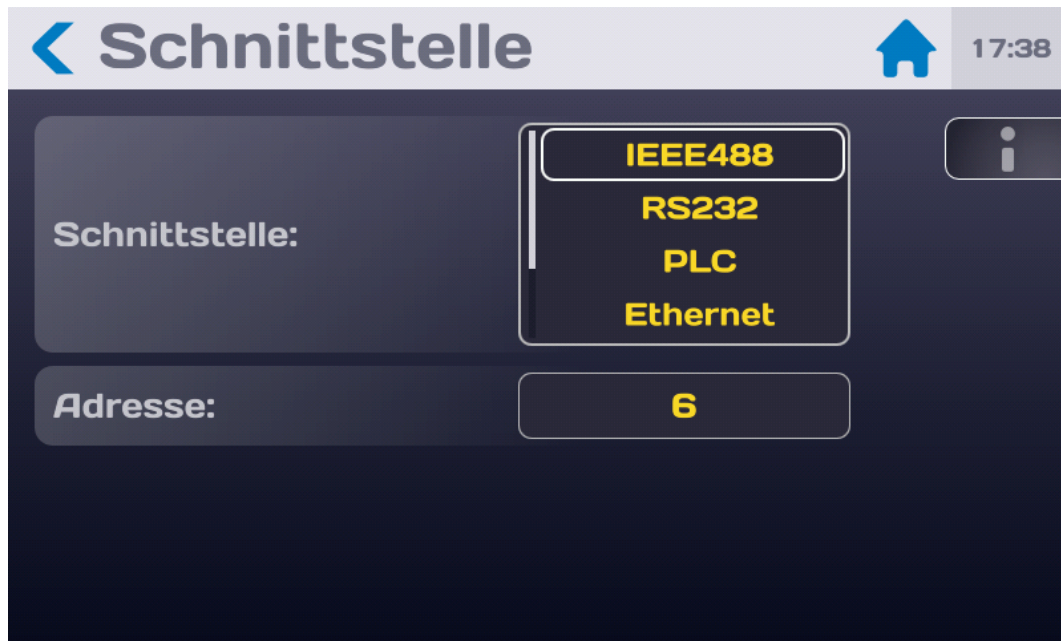 Schnittstelle
17:38
Schnittstelle:
IEEE488
RS232
PLC
Ethernet
Adresse:
6